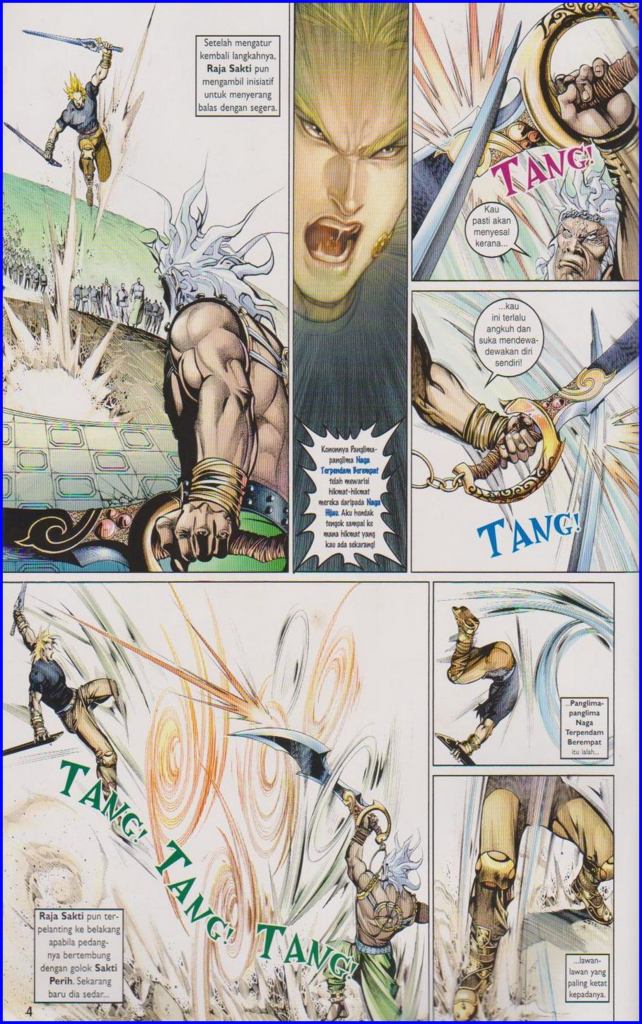 Setelah mengatur
kembali langkahnya,
Raja Sakti pun
mengambil inisiatif
untuk menyerang
balas dengan segera.
Kononnya Panglima-
panglima Naga
Terpendam Berempat
telah mewarisi
hikmat-hikmat
mereka daripada Naga
Hijau. Aku hendak
tengok sampai ke
mana hikmat yang
kau ada sekarang!
TANG!
Kau
pasti akan
menyesal
kerana...
...kau
ini terlalu
angkuh dan
suka mendewa-
dewakan diri
sendiri!
TANG!
TANG!
TANG!
TANG!
Raja Sakti pun ter-
pelanting ke belakang
apabila pedang-
nya bertembung
dengan golok Sakti
Perih. Sekarang
baru dia sedar...
...Panglima-
panglima
Naga
Terpendam
Berempat
itu ialah...
...lawan-
lawan yang
paling ketat
kepadanya.
4